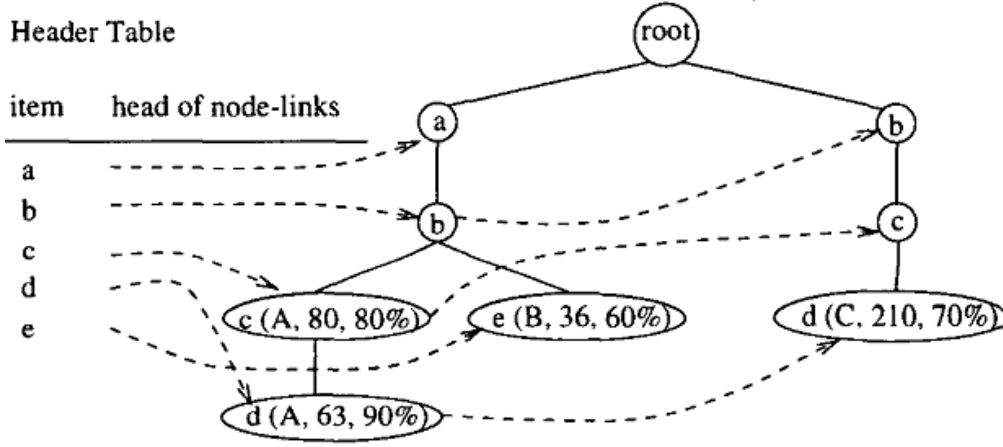 Header Table
root
item head of node-links
a
b
a
b
b
c
c
d
e
c (A, 80, 80%)
e (B, 36, 60%)
d (C, 210, 70%)
d (A, 63, 90%)